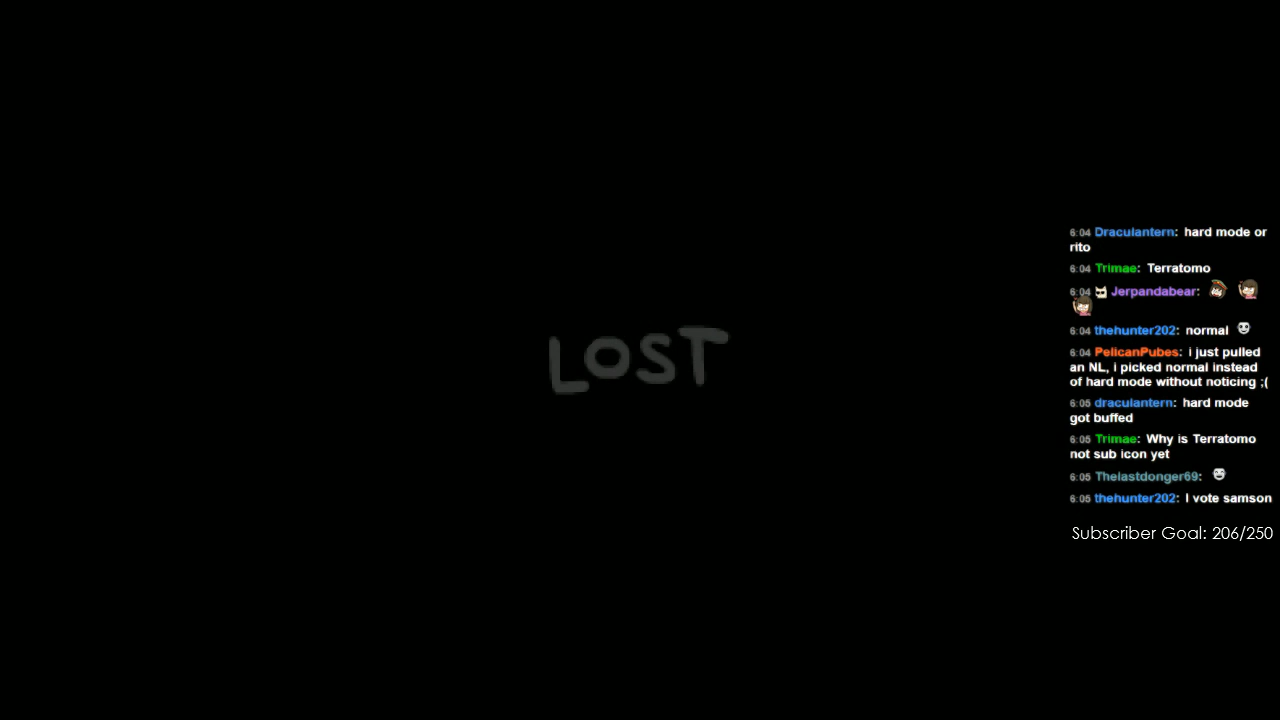 LOST
6:04 Draculantern: hard mode or
rito
6:04 Trimae: Terratomo
6:04 Jerpandabear:
6:04 thehunter202: normal
6:04 PelicanPubes: i just pulled
an NL, i picked normal instead
of hard mode without noticing ;(
6:05 draculantern: hard mode
got buffed
6:05 Trimae: Why is Terratomo
not sub icon yet
6:05 Thelastdonger69:
6:05 thehunter202: I vote samson
Subscriber Goal: 206/250